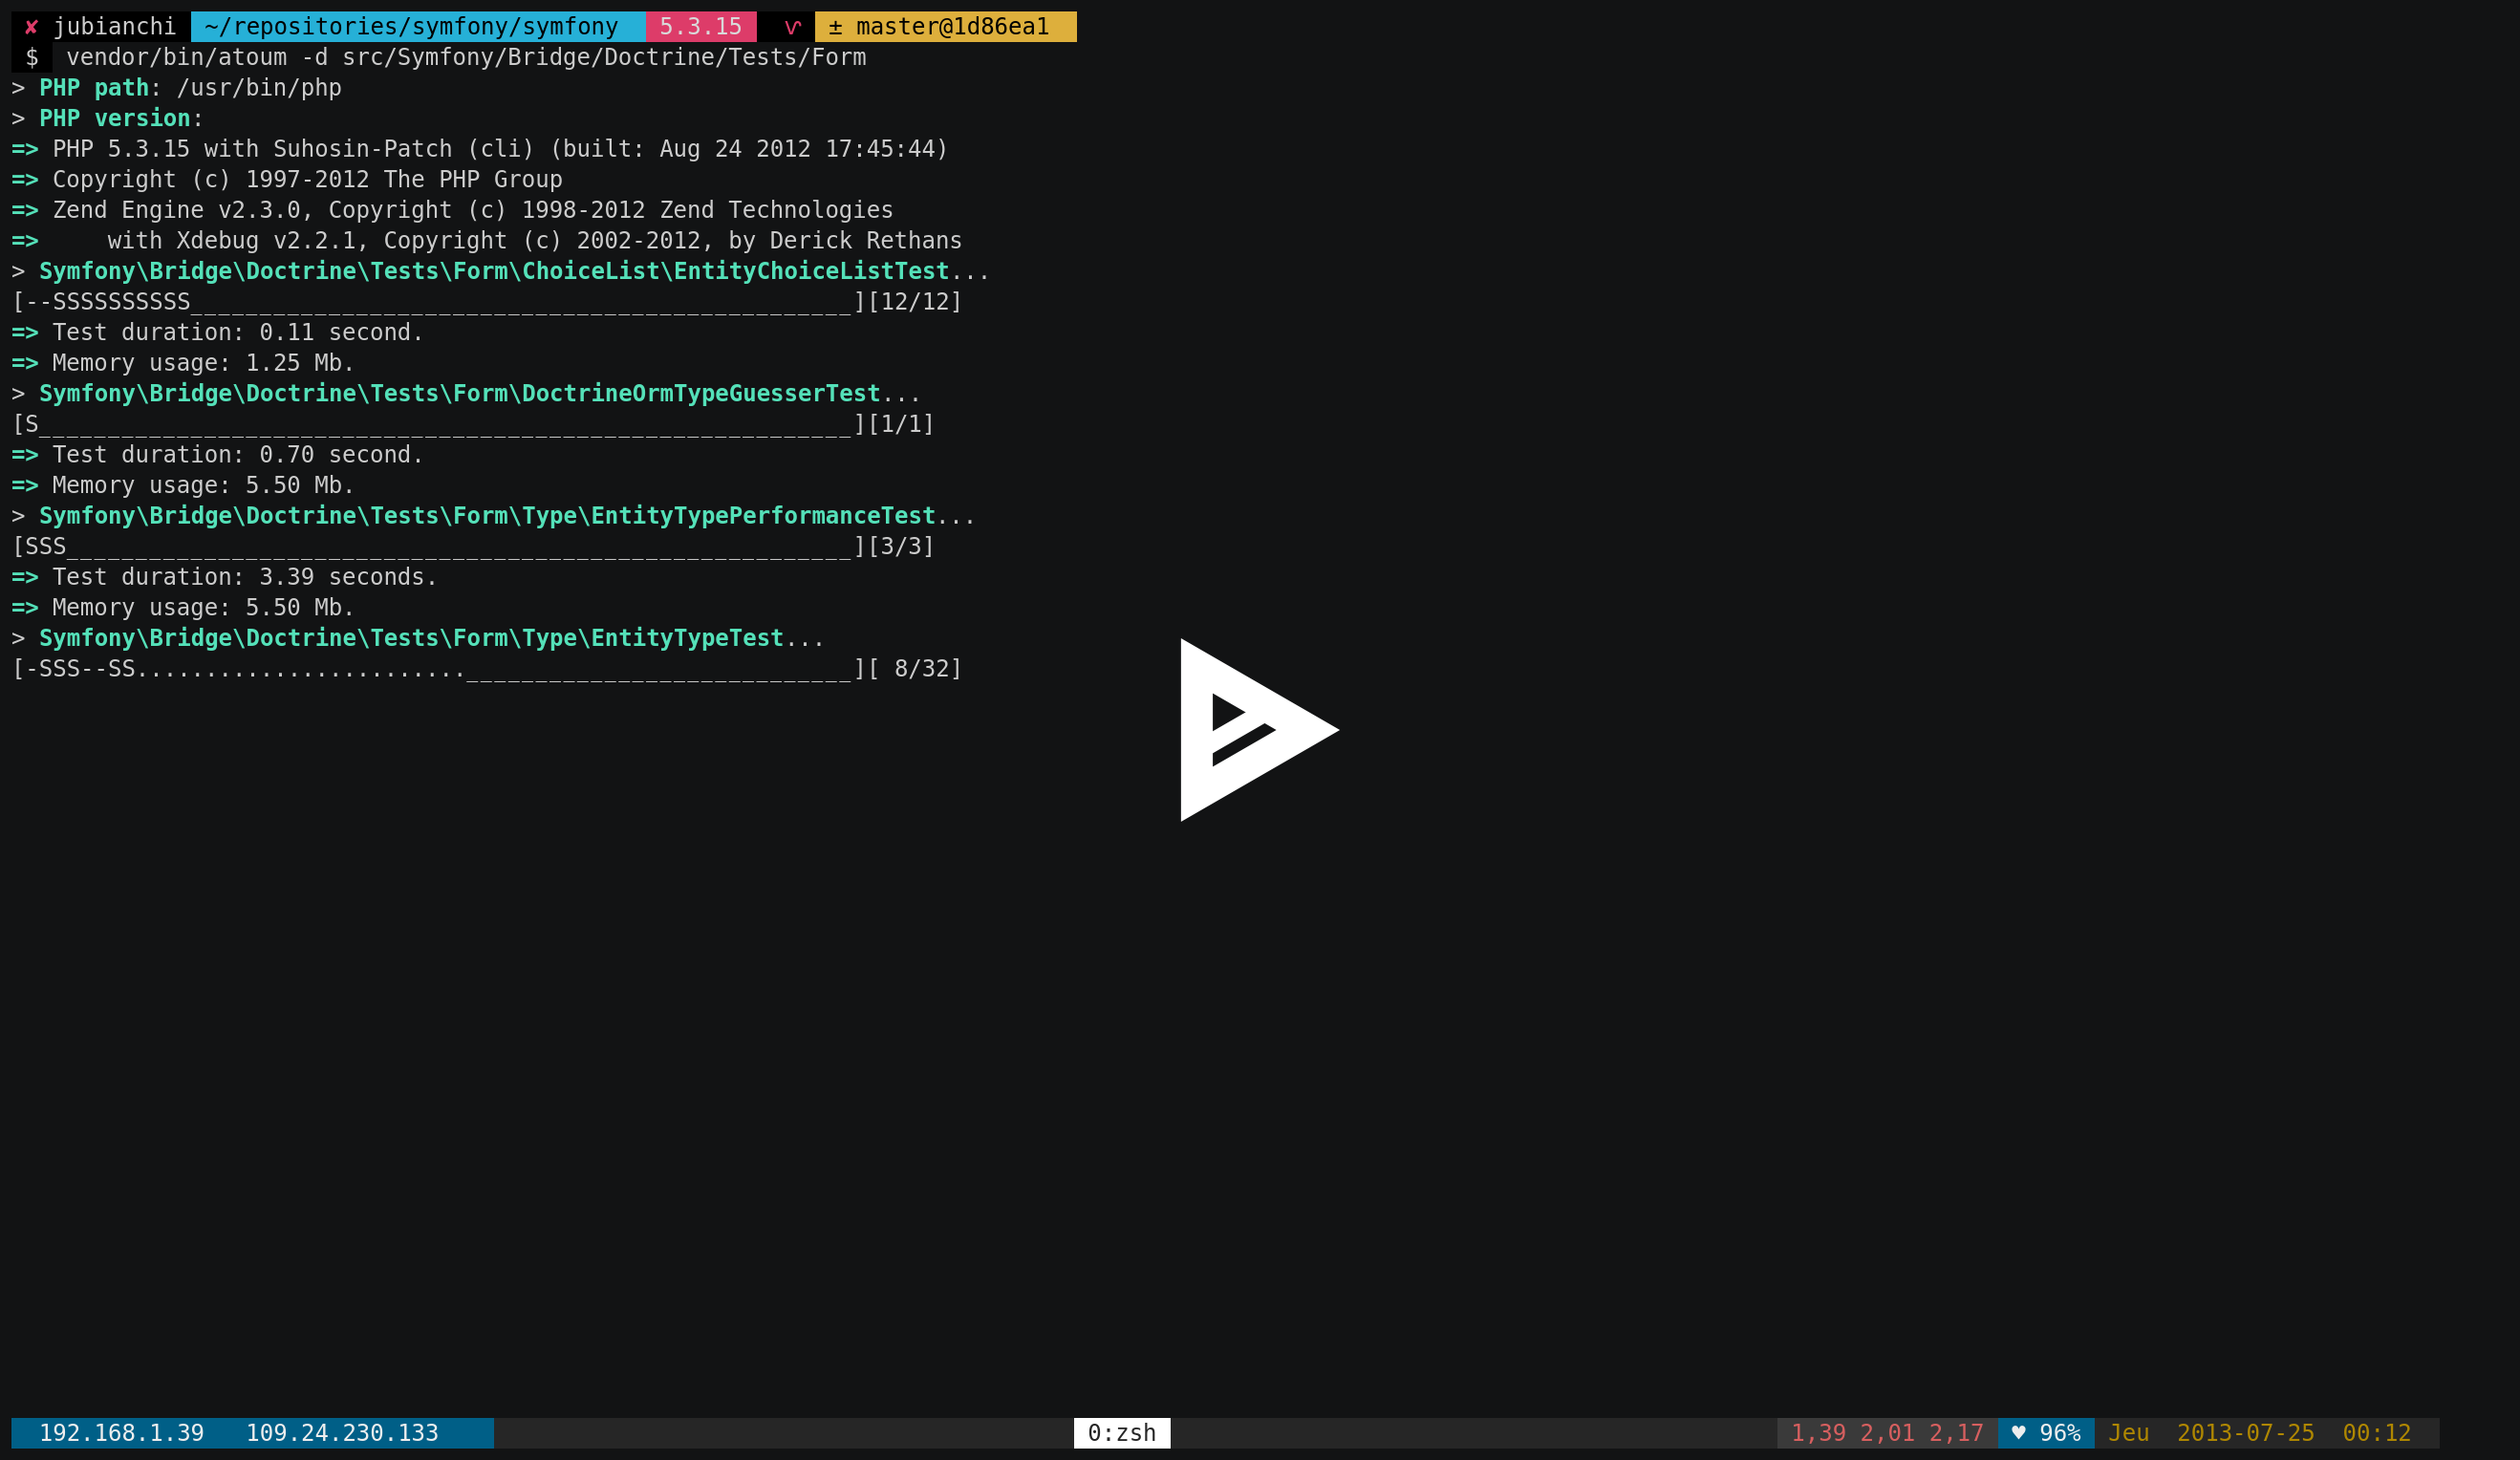 ✘ jubianchi ~/repositories/symfony/symfony 5.3.15 ⩗ ± master@1d86ea1
$ vendor/bin/atoum -d src/Symfony/Bridge/Doctrine/Tests/Form
> PHP path: /usr/bin/php
> PHP version:
=> PHP 5.3.15 with Suhosin-Patch (cli) (built: Aug 24 2012 17:45:44)
=> Copyright (c) 1997-2012 The PHP Group
=> Zend Engine v2.3.0, Copyright (c) 1998-2012 Zend Technologies
=>     with Xdebug v2.2.1, Copyright (c) 2002-2012, by Derick Rethans
> Symfony\Bridge\Doctrine\Tests\Form\ChoiceList\EntityChoiceListTest...
[--SSSSSSSSSS________________________________________________][12/12]
=> Test duration: 0.11 second.
=> Memory usage: 1.25 Mb.
> Symfony\Bridge\Doctrine\Tests\Form\DoctrineOrmTypeGuesserTest...
[S___________________________________________________________][1/1]
=> Test duration: 0.70 second.
=> Memory usage: 5.50 Mb.
> Symfony\Bridge\Doctrine\Tests\Form\Type\EntityTypePerformanceTest...
[SSS_________________________________________________________][3/3]
=> Test duration: 3.39 seconds.
=> Memory usage: 5.50 Mb.
> Symfony\Bridge\Doctrine\Tests\Form\Type\EntityTypeTest...
[-SSS--SS........................____________________________][ 8/32]
192.168.1.39   109.24.230.133   0:zsh   1,39 2,01 2,17 ♥ 96% Jeu  2013-07-25  00:12